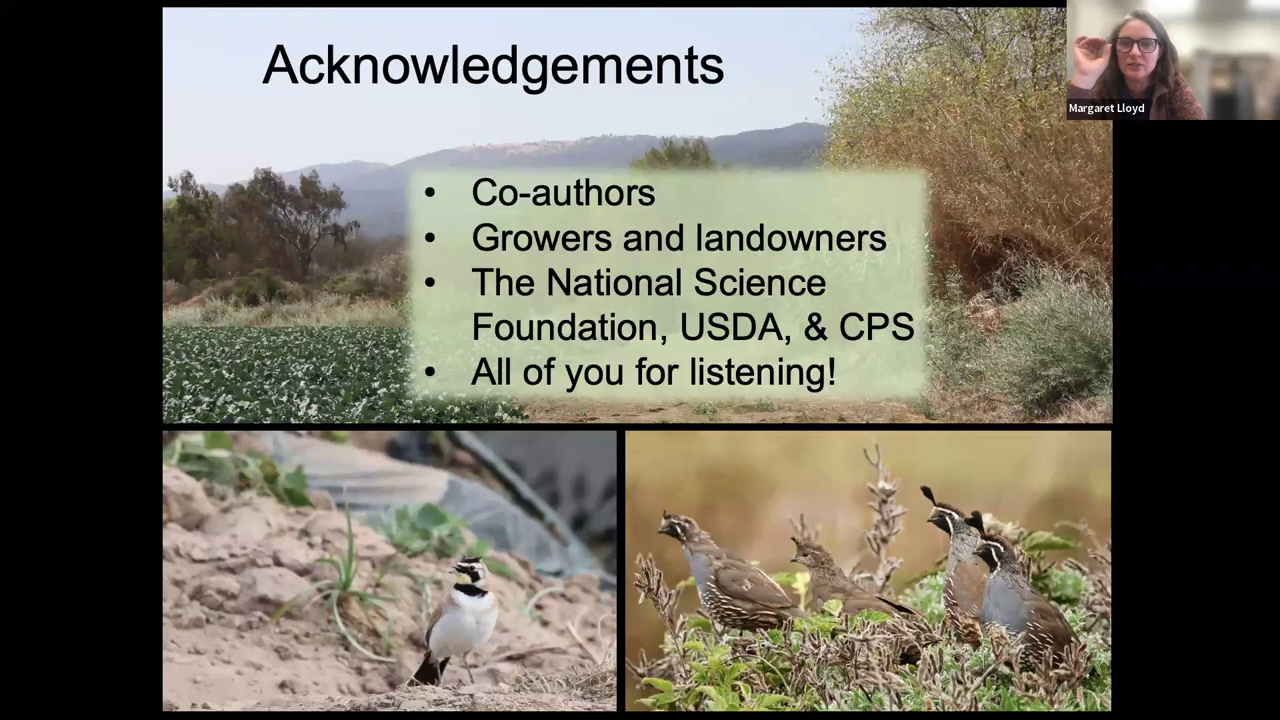 Acknowledgements
Margaret Lloyd
• Co-authors
• Growers and landowners
• The National Science
Foundation, USDA, & CPS
• All of you for listening!